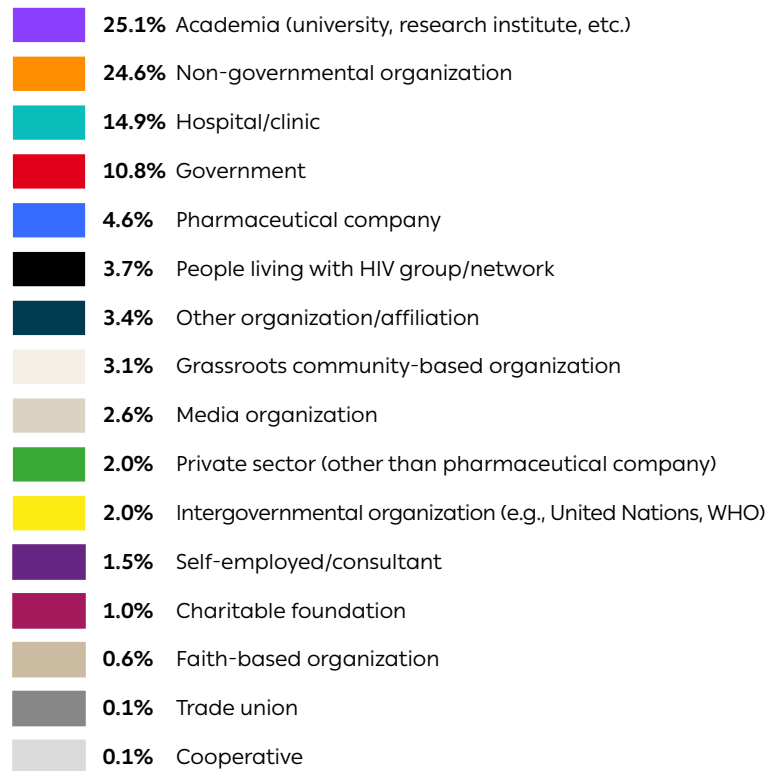 25.1% Academia (university, research institute, etc.)
24.6% Non-governmental organization
14.9% Hospital/clinic
10.8% Government
4.6% Pharmaceutical company
3.7% People living with HIV group/network
3.4% Other organization/affiliation
3.1% Grassroots community-based organization
2.6% Media organization
2.0% Private sector (other than pharmaceutical company)
2.0% Intergovernmental organization (e.g., United Nations, WHO)
1.5% Self-employed/consultant
1.0% Charitable foundation
0.6% Faith-based organization
0.1% Trade union
0.1% Cooperative